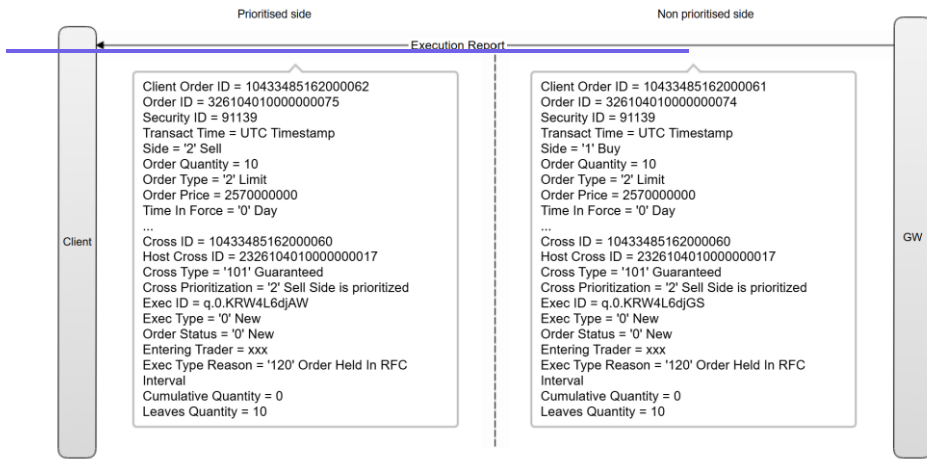 Prioritised side
Non prioritised side
Execution Report
Client
Client Order ID = 10433485162000062
Order ID = 326104010000000075
Security ID = 91139
Transact Time = UTC Timestamp
Side = '2' Sell
Order Quantity = 10
Order Type = '2' Limit
Order Price = 2570000000
Time In Force = '0' Day
...
Cross ID = 10433485162000060
Host Cross ID = 2326104010000000017
Cross Type = '101' Guaranteed
Cross Prioritization = '2' Sell Side is prioritized
Exec ID = q.0.KRW4L6djAW
Exec Type = '0' New
Order Status = '0' New
Entering Trader = xxx
Exec Type Reason = '120' Order Held In RFC
Interval
Cumulative Quantity = 0
Leaves Quantity = 10
Client Order ID = 10433485162000061
Order ID = 326104010000000074
Security ID = 91139
Transact Time = UTC Timestamp
Side = '1' Buy
Order Quantity = 10
Order Type = '2' Limit
Order Price = 2570000000
Time In Force = '0' Day
...
Cross ID = 10433485162000060
Host Cross ID = 2326104010000000017
Cross Type = '101' Guaranteed
Cross Prioritization = '2' Sell Side is prioritized
Exec ID = q.0.KRW4L6djGS
Exec Type = '0' New
Order Status = '0' New
Entering Trader = xxx
Exec Type Reason = '120' Order Held In RFC
Interval
Cumulative Quantity = 0
Leaves Quantity = 10
GW